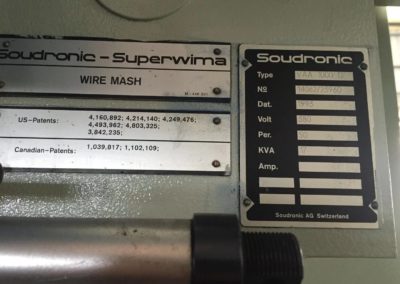 Soudronic-Superwima
WIRE MASH
US-Patents: 4,160,892; 4,214,140; 4,249,476;
4,493,962; 4,803,325;
3,842,235;
Canadian-Patents: 1,039,817; 1,102,109;
Soudronic
Type
No
Dat. 1993
Volt
Per.
KVA
Amp.
Soudronic AG Switzerland